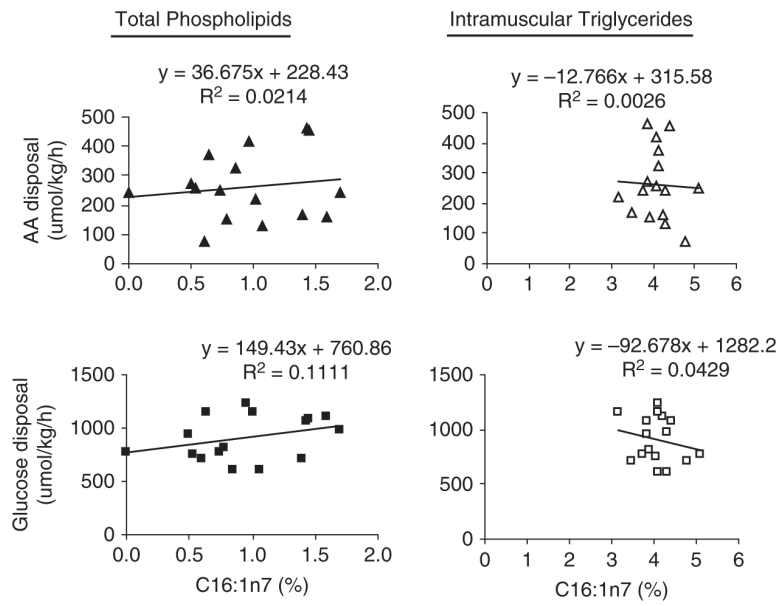 Total Phospholipids
Intramuscular Triglycerides
y = 36.675x + 228.43
R² = 0.0214
AA disposal
(umol/kg/h)
500
400
300
200
100
0
0.0 0.5 1.0 1.5 2.0
y = –12.766x + 315.58
R² = 0.0026
500
400
300
200
100
0
0 1 2 3 4 5 6
y = 149.43x + 760.86
R² = 0.1111
Glucose disposal
(umol/kg/h)
1500
1000
500
0
0.0 0.5 1.0 1.5 2.0
C16:1n7 (%)
y = –92.678x + 1282.2
R² = 0.0429
1500
1000
500
0
0 1 2 3 4 5 6
C16:1n7 (%)